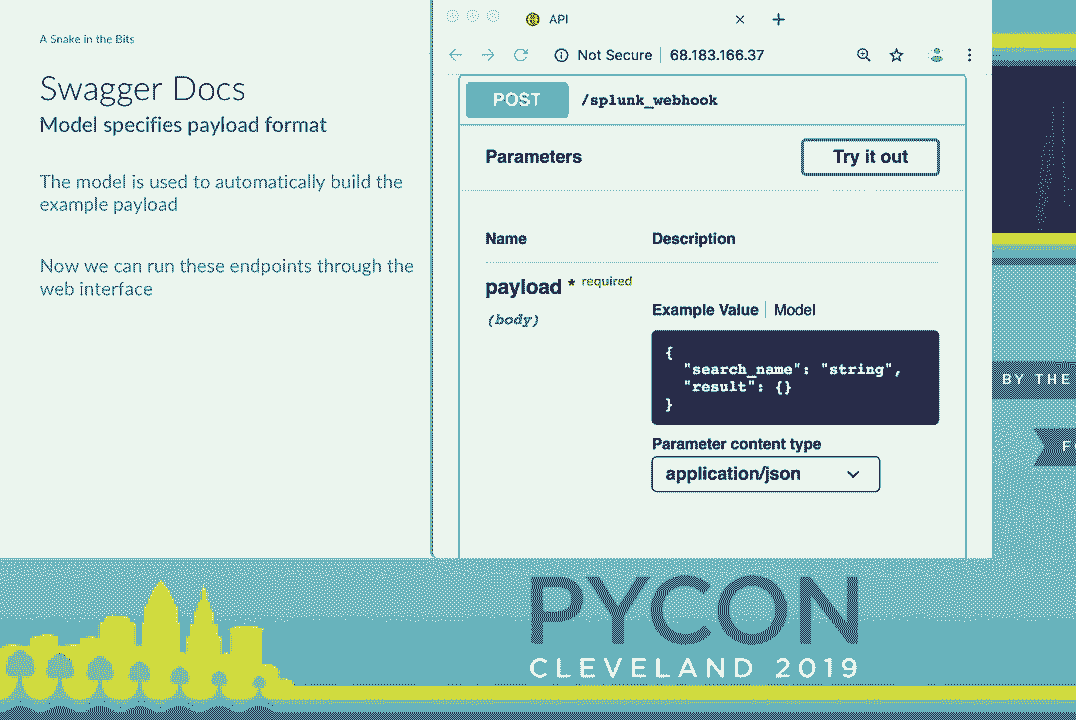 A Snake in the Bits
Swagger Docs
Model specifies payload format
The model is used to automatically build the
example payload
Now we can run these endpoints through the
web interface
API
Not Secure
68.183.166.37
POST
/splunk_webhook
Parameters
Try it out
Name
Description
payload * required
(body)
Example Value
Model
{
"search_name": "string",
"result": {}
}
Parameter content type
application/json
BY THE
PYCON
CLEVELAND 2019